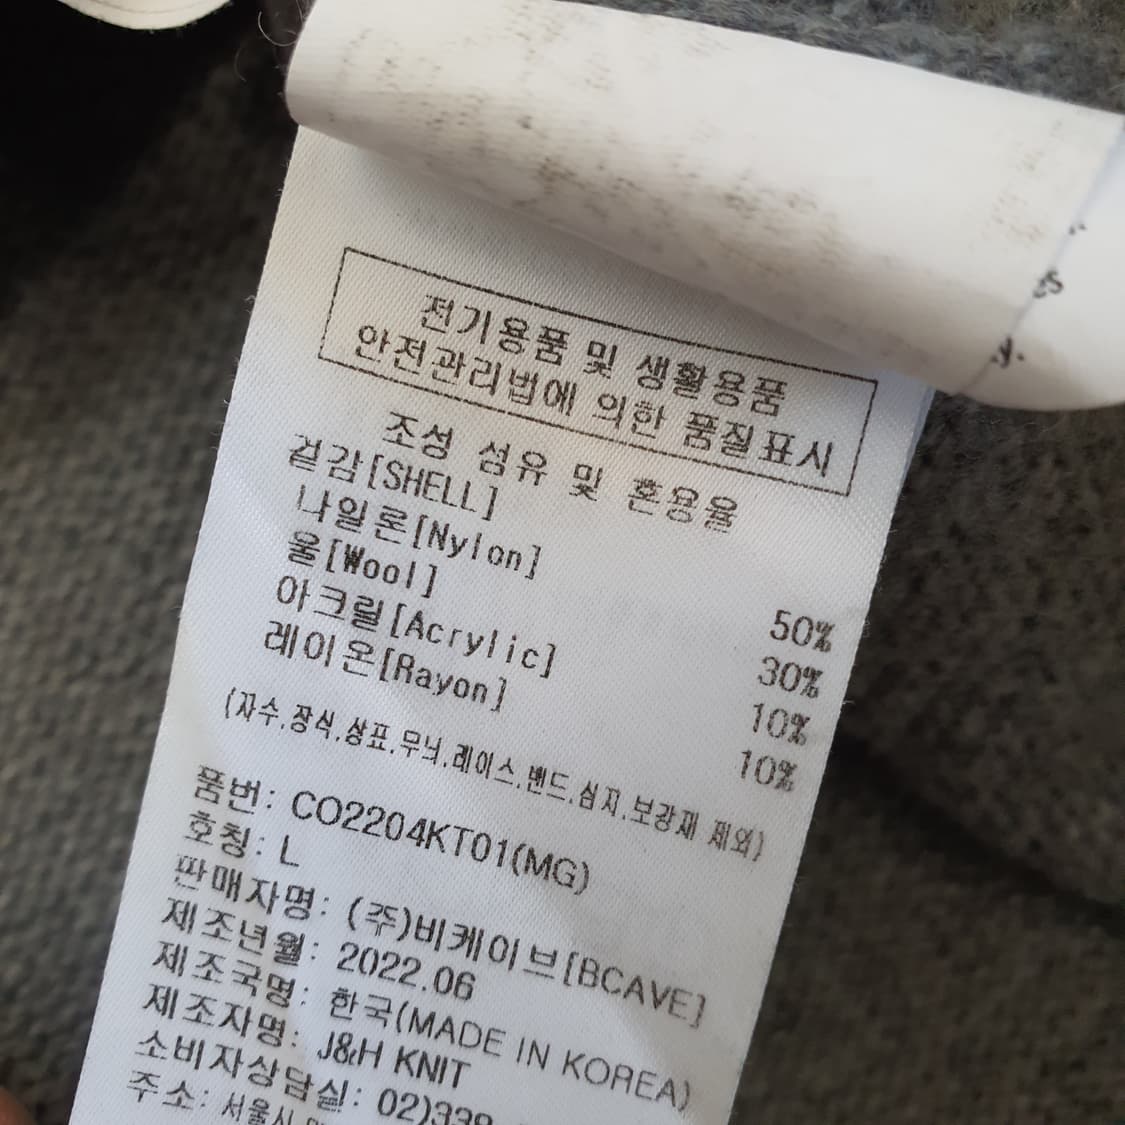 전기용품 및 생활용품
안전관리법에 의한 품질표시
조성 섬유 및 혼용율
겉감[SHELL]
나일론[Nylon] 50%
울[Wool] 30%
아크릴[Acrylic] 10%
레이온[Rayon] 10%
(자수.장식.상표.무늬.레이스.밴드.심지.보강재 제외)
품번: CO2204KT01(MG)
호칭: L
판매자명: (주)비케이브[BCAVE]
제조년월: 2022.06
제조국명: 한국(MADE IN KOREA)
제조자명: J&H KNIT
소비자상담실: 02)339
주소: 서울시